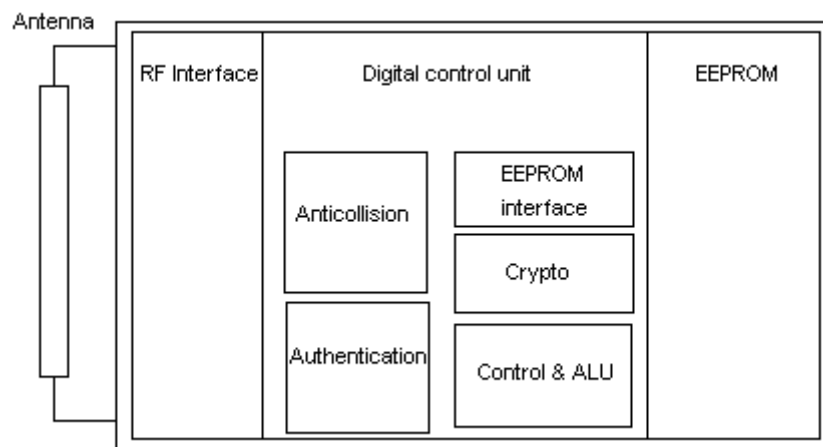 Antenna
RF Interface
Digital control unit
EEPROM
Anticollision
EEPROM
interface
Crypto
Authentication
Control & ALU